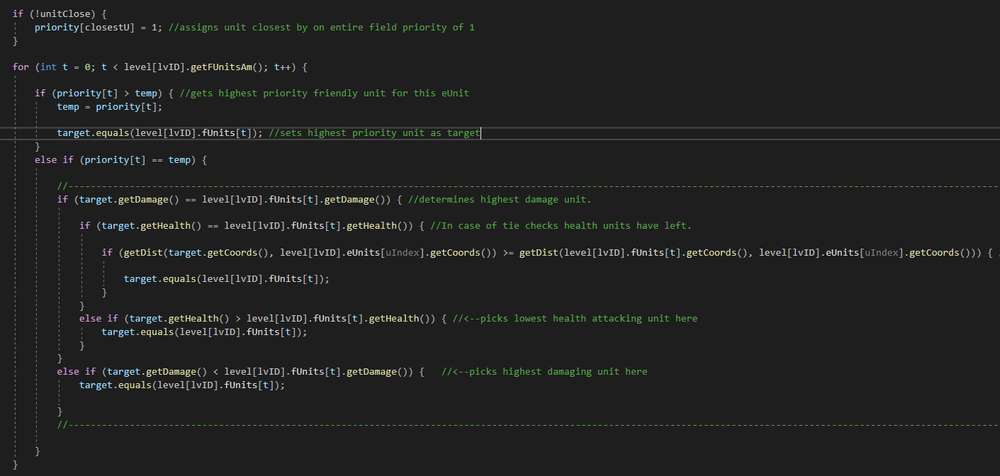 if (!unitClose) {
priority[closestU] = 1; //assigns unit closest by on entire field priority of 1
}
for (int t = 0; t < level[lvID].getFUnitsAm(); t++) {
if (priority[t] > temp) { //gets highest priority friendly unit for this eUnit
temp = priority[t];
target.equals(level[lvID].fUnits[t]); //sets highest priority unit as target
}
else if (priority[t] == temp) {
//------------------------------------------------------------------------------------------------------------------------------------------------------------------------
if (target.getDamage() == level[lvID].fUnits[t].getDamage()) { //determines highest damage unit.
if (target.getHealth() == level[lvID].fUnits[t].getHealth()) { //In case of tie checks health units have left.
if (getDist(target.getCoords(), level[lvID].eUnits[uIndex].getCoords()) >= getDist(level[lvID].fUnits[t].getCoords(), level[lvID].eUnits[uIndex].getCoords())) {
target.equals(level[lvID].fUnits[t]);
}
}
else if (target.getHealth() > level[lvID].fUnits[t].getHealth()) { //<--picks lowest health attacking unit here
target.equals(level[lvID].fUnits[t]);
}
}
else if (target.getDamage() < level[lvID].fUnits[t].getDamage()) { //<--picks highest damaging unit here
target.equals(level[lvID].fUnits[t]);
}
//------------------------------------------------------------------------------------------------------------------------------------------------------------------------
}
}